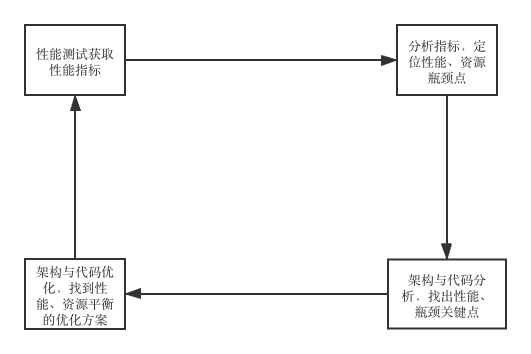 性能测试获取
性能指标
分析指标，定
位性能、资源
瓶颈点
架构与代码优
化，找到性
能、资源平衡
的优化方案
架构与代码分
析，找出性能、
瓶颈关键点